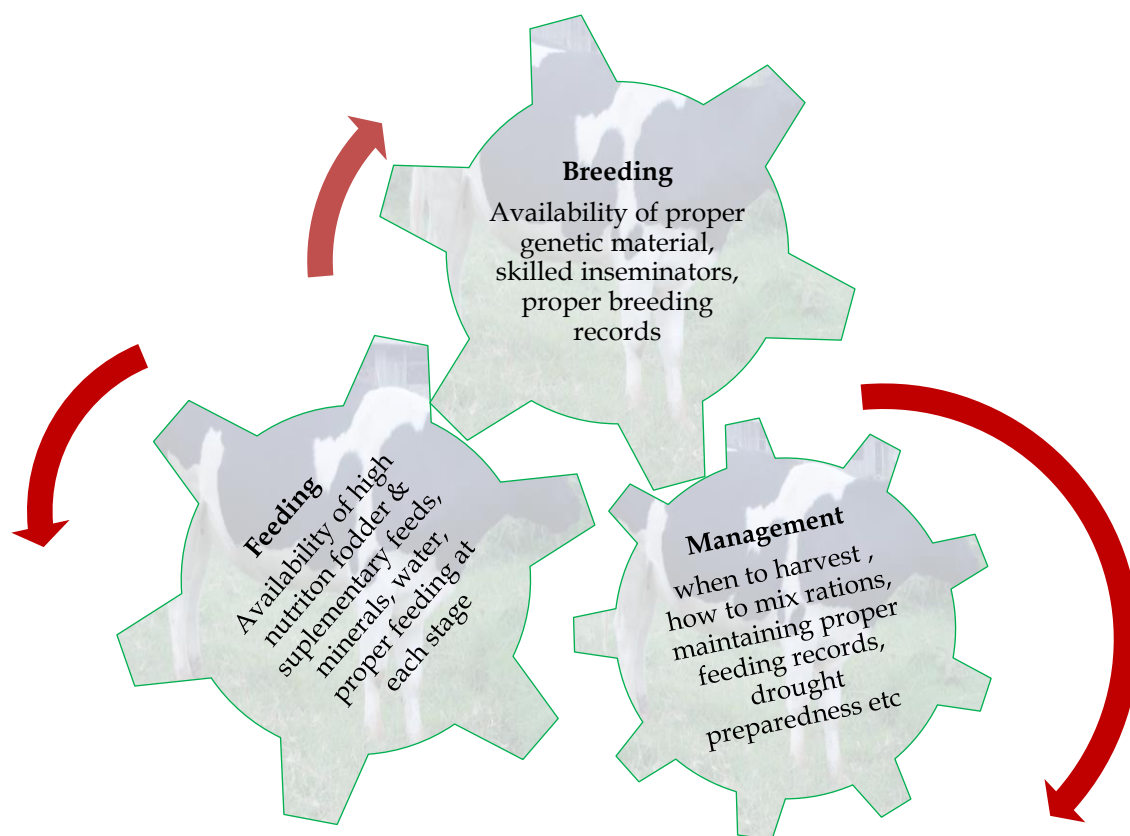 Breeding
Availability of proper
genetic material,
skilled inseminators,
proper breeding
records
Feeding
Availability of high
nutriton fodder &
suplementary feeds,
minerals, water,
proper feeding at
each stage
Management
when to harvest ,
how to mix rations,
maintaining proper
feeding records,
drought
preparedness etc